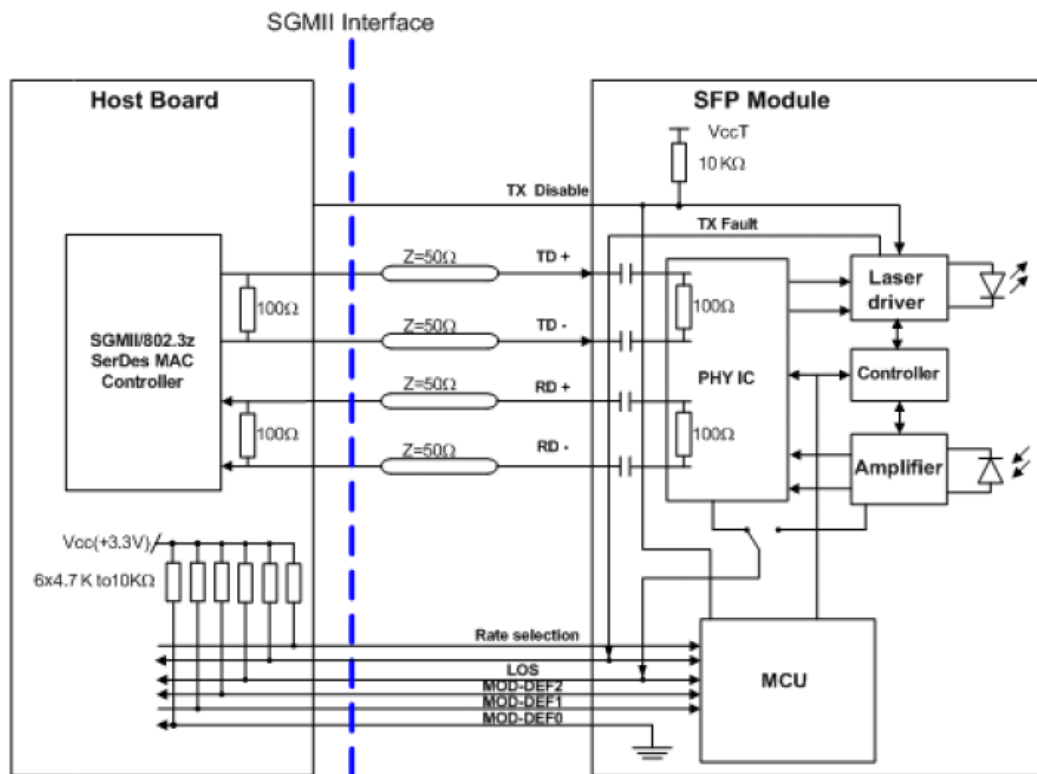 SGMII Interface
Host Board
SFP Module
VccT
10 KΩ
TX Disable
TX Fault
Z=50Ω
TD +
100Ω
100Ω
Laser
driver
SGMII/802.3z
SerDes MAC
Controller
Z=50Ω
TD -
PHY IC
Controller
Z=50Ω
RD +
100Ω
100Ω
Z=50Ω
RD -
Amplifier
Vcc(+3.3V)
6x4.7 K to10KΩ
Rate selection
LOS
MOD-DEF2
MOD-DEF1
MOD-DEF0
MCU